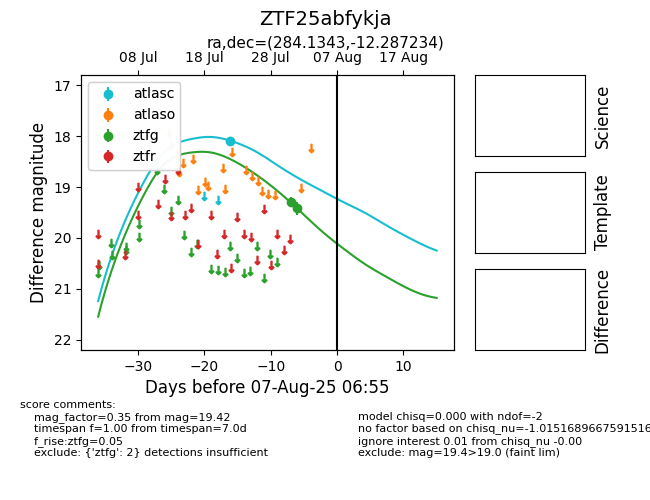 ZTF25abfykja
ra,dec=(284.1343,-12.287234)
08 Jul 18 Jul 28 Jul 07 Aug 17 Aug
atlasc
atlaso
ztfg
ztfr
17
18
19
20
21
22
Difference magnitude
−30 −20 −10 0 10
Days before 07-Aug-25 06:55
Science
Template
Difference
score comments:
mag_factor=0.35 from mag=19.42
timespan f=1.00 from timespan=7.0d
f_rise:ztfg=0.05
exclude: {'ztfg': 2} detections insufficient
model chisq=0.000 with ndof=-2
no factor based on chisq_nu=-1.0151689667591516
ignore interest 0.01 from chisq_nu -0.00
exclude: mag=19.4>19.0 (faint lim)